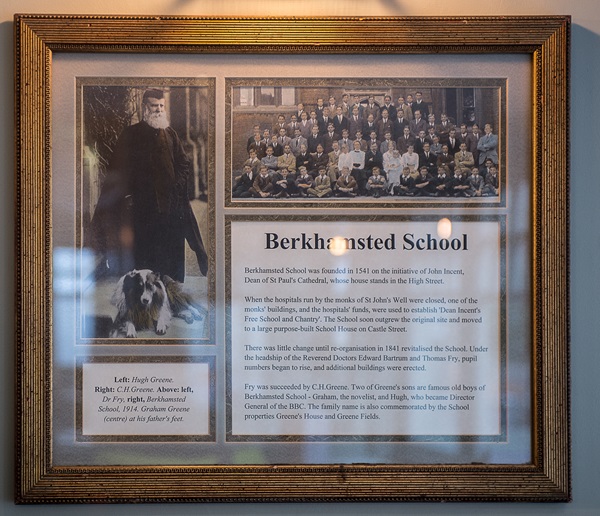 Berkhamsted School
Berkhamsted School was founded in 1541 on the initiative of John Incent,
Dean of St Paul's Cathedral, whose house stands in the High Street.
When the hospitals run by the monks of St John's Well were closed, one of the
monks' buildings, and the hospitals' funds, were used to establish 'Dean Incent's
Free School and Chantry'. The School soon outgrew the original site and moved
to a large purpose-built School House on Castle Street.
There was little change until re-organisation in 1841 revitalised the School. Under
the headship of the Reverend Doctors Edward Bartrum and Thomas Fry, pupil
numbers began to rise, and additional buildings were erected.
Fry was succeeded by C.H.Greene. Two of Greene's sons are famous old boys of
Berkhamsted School - Graham, the novelist, and Hugh, who became Director
General of the BBC. The family name is also commemorated by the School
properties Greene's House and Greene Fields.
Left: Hugh Greene.
Right: C.H.Greene. Above: left,
Dr Fry, right, Berkhamsted
School, 1914. Graham Greene
(centre) at his father's feet.